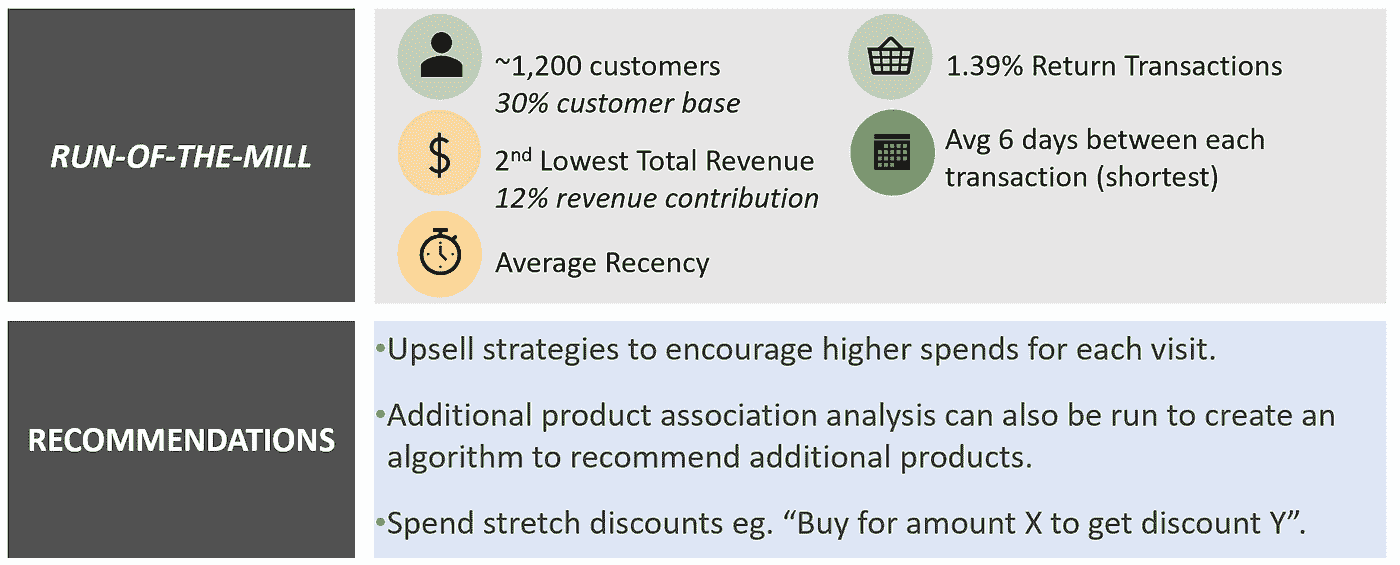 RUN-OF-THE-MILL
~1,200 customers
30% customer base
2nd Lowest Total Revenue
12% revenue contribution
Average Recency
1.39% Return Transactions
Avg 6 days between each
transaction (shortest)
RECOMMENDATIONS
•Upsell strategies to encourage higher spends for each visit.
•Additional product association analysis can also be run to create an
algorithm to recommend additional products.
•Spend stretch discounts eg. “Buy for amount X to get discount Y”.